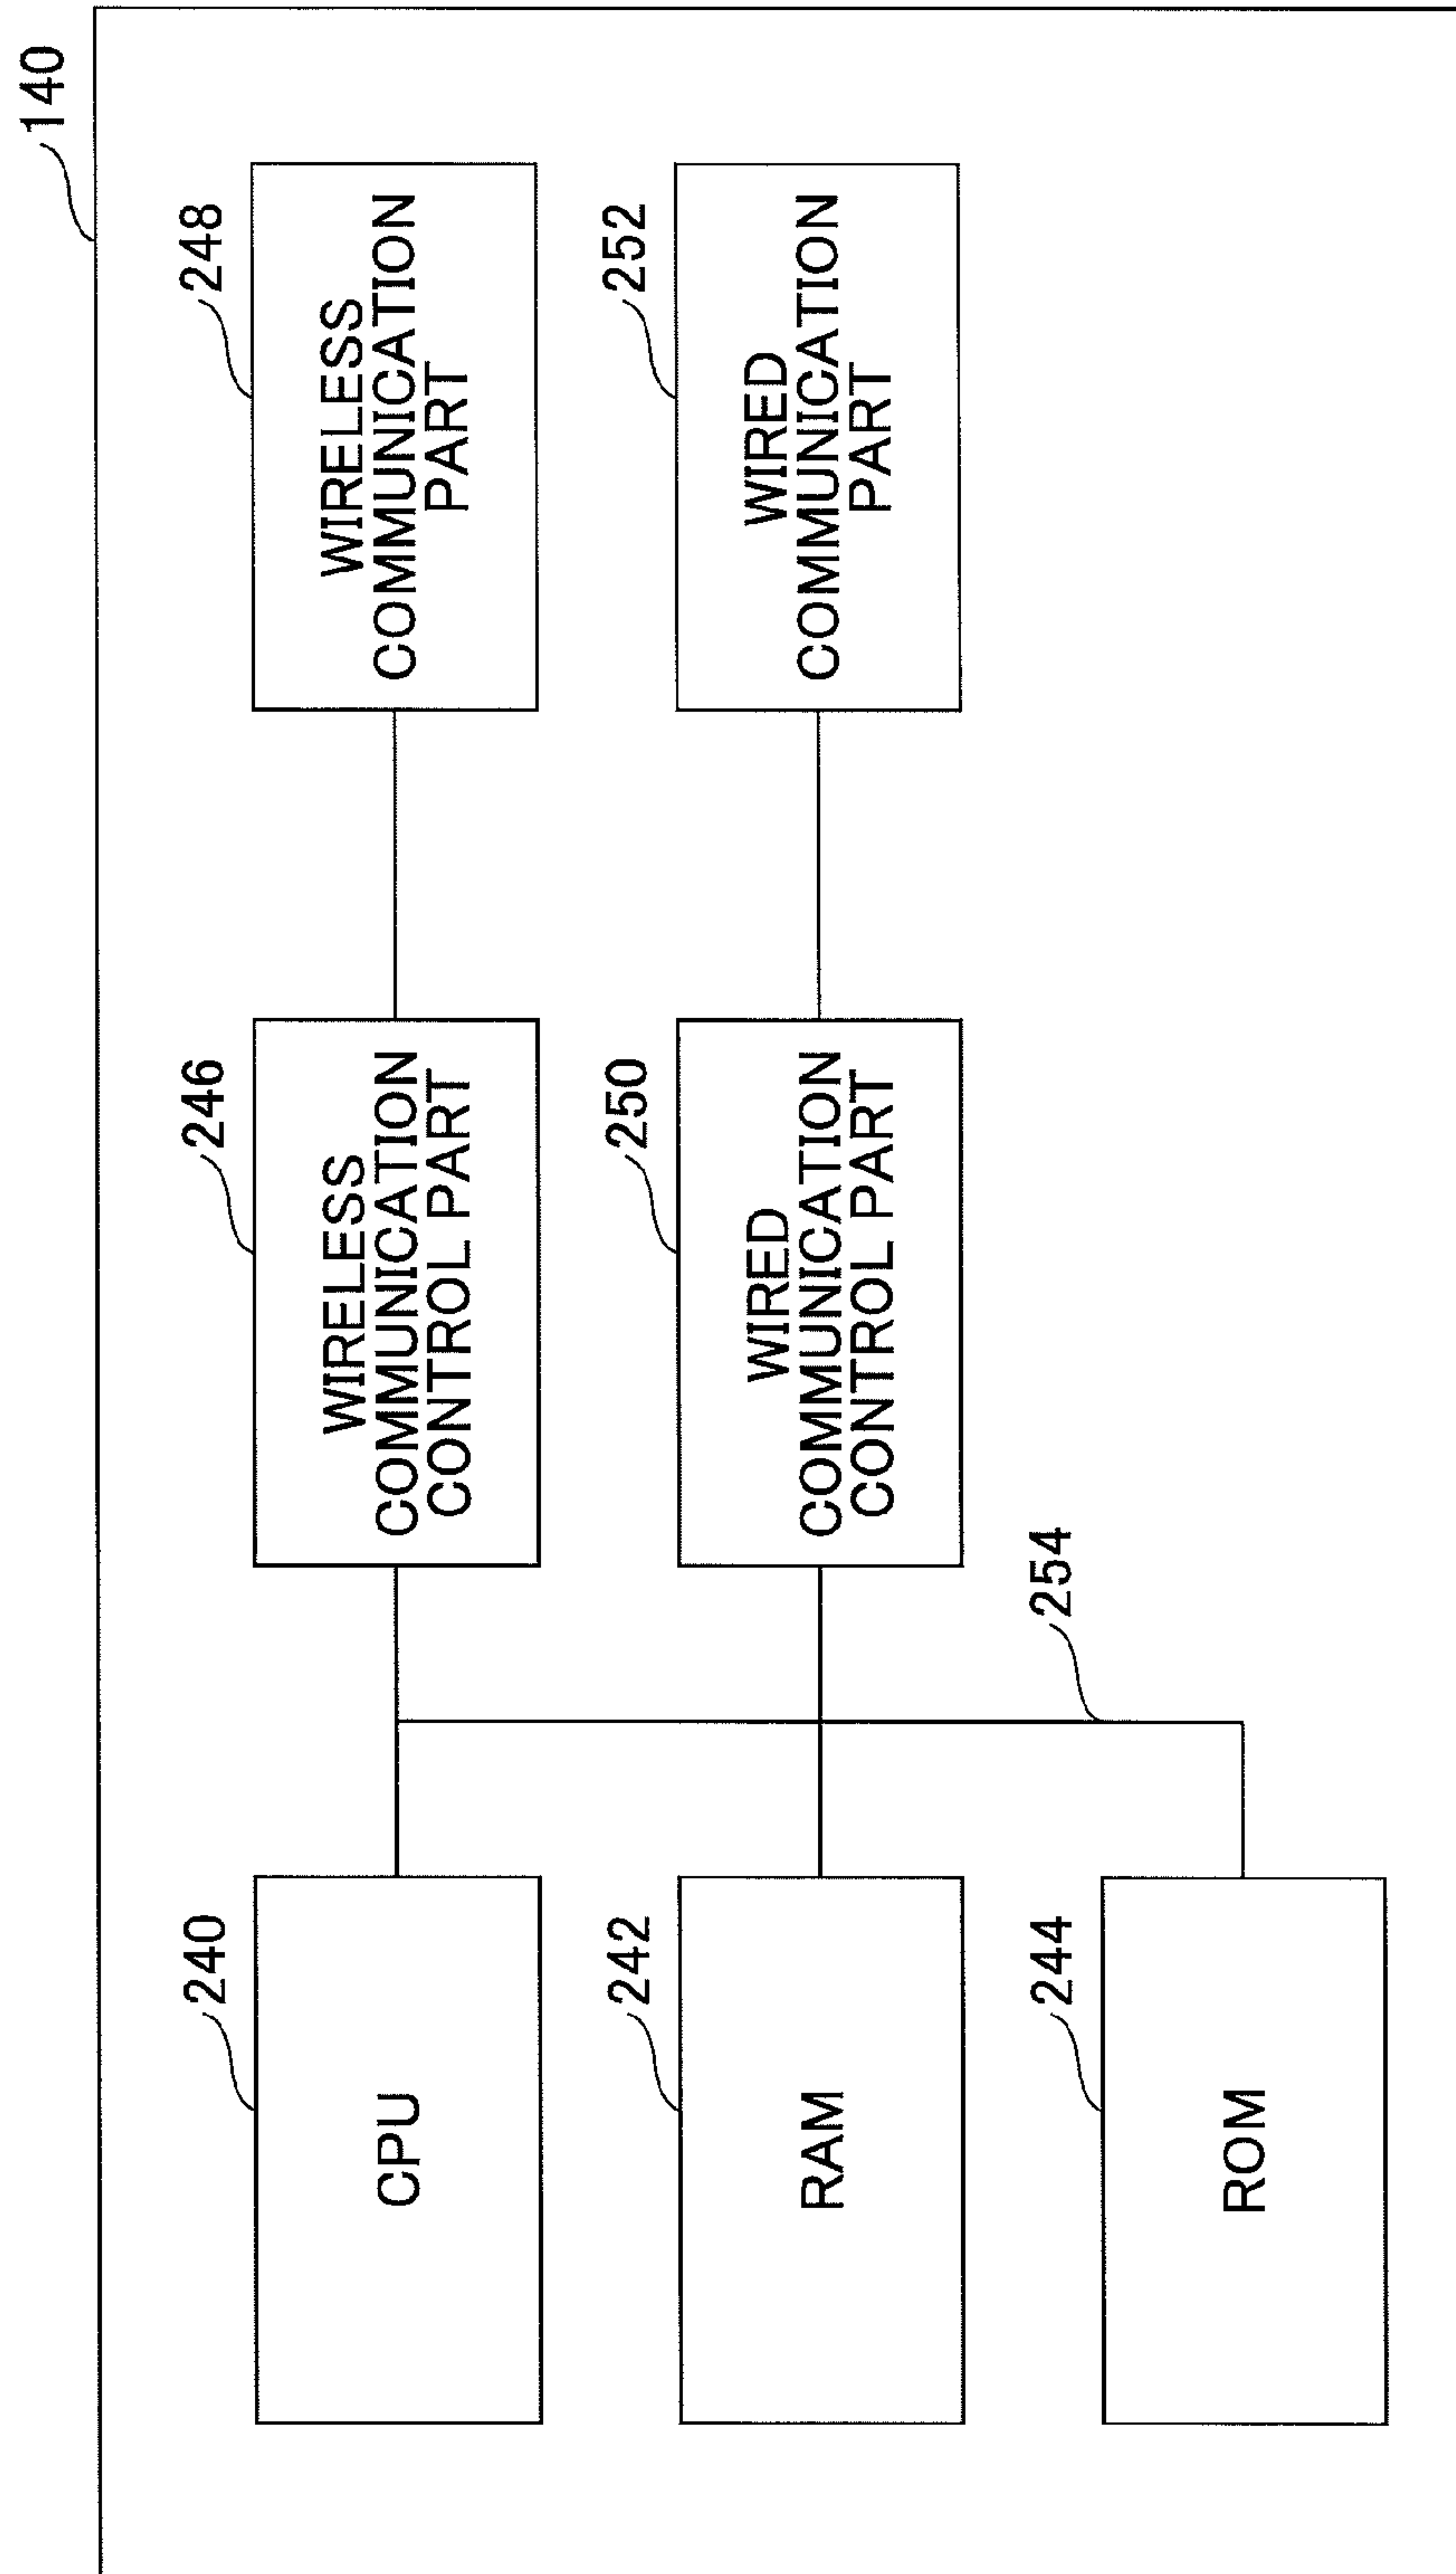 140
240
CPU
246
WIRELESS
COMMUNICATION
CONTROL PART
248
WIRELESS
COMMUNICATION
PART
242
RAM
250
WIRED
COMMUNICATION
CONTROL PART
252
WIRED
COMMUNICATION
PART
244
ROM
254